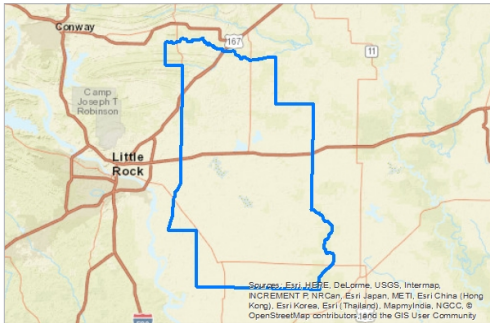 Conway
167
11
Camp
Joseph T
Robinson
Little
Rock
Sources: Esri, HERE, DeLorme, USGS, Intermap,
INCREMENT P, NRCan, Esri Japan, METI, Esri China (Hong
Kong), Esri Korea, Esri (Thailand), MapmyIndia, NGCC, ©
OpenStreetMap contributors, and the GIS User Community